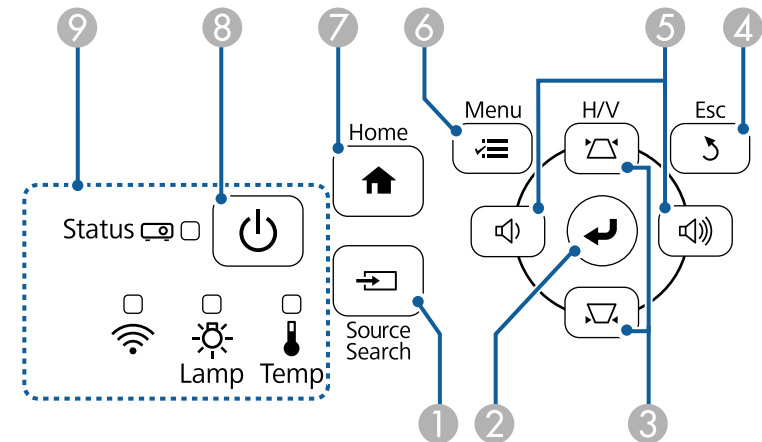 9 8 7 6 5 4
Menu H/V Esc
Home
Status
Source
Search
Lamp Temp
1 2 3